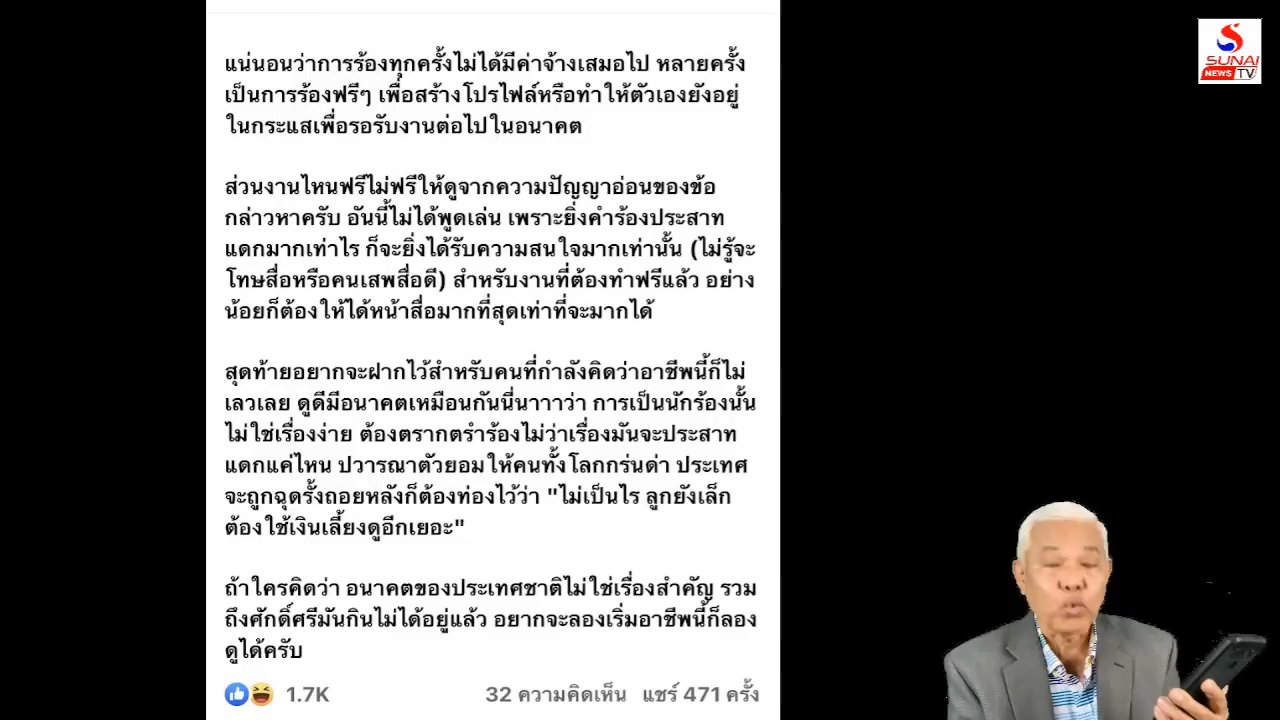 แน่นอนว่าการร้องทุกครั้งไม่ได้มีค่าจ้างเสมอไป หลายครั้ง
เป็นการร้องฟรีๆ เพื่อสร้างโปรไฟล์หรือทำให้ตัวเองยังอยู่
ในกระแสเพื่อรอรับงานต่อไปในอนาคต
ส่วนงานไหนฟรีไม่ฟรีให้ดูจากความปัญญาอ่อนของข้อ
กล่าวหาครับ อันนี้ไม่ได้พูดเล่น เพราะยิ่งคำร้องประสาท
แดกมากเท่าไร ก็จะยิ่งได้รับความสนใจมากเท่านั้น (ไม่รู้จะ
โทษสื่อหรือคนเสพสื่อดี) สำหรับงานที่ต้องทำฟรีแล้ว อย่าง
น้อยก็ต้องให้ได้หน้าสื่อมากที่สุดเท่าที่จะมากได้
สุดท้ายอยากจะฝากไว้สำหรับคนที่กำลังคิดว่าอาชีพนี้ก็ไม่
เลวเลย ดูดีมีอนาคตเหมือนกันนี่นาาาว่า การเป็นนักร้องนั้น
ไม่ใช่เรื่องง่าย ต้องตรากตรำร้องไม่ว่าเรื่องมันจะประสาท
แดกแค่ไหน ปวารณาตัวยอมให้คนทั้งโลกกร่นด่า ประเทศ
จะถูกฉุดรั้งถอยหลังก็ต้องท่องไว้ว่า "ไม่เป็นไร ลูกยังเล็ก
ต้องใช้เงินเลี้ยงดูอีกเยอะ"
ถ้าใครคิดว่า อนาคตของประเทศชาติไม่ใช่เรื่องสำคัญ รวม
ถึงศักดิ์ศรีมันกินไม่ได้อยู่แล้ว อยากจะลองเริ่มอาชีพนี้ก็ลอง
ดูได้ครับ
1.7K 32 ความคิดเห็น แชร์ 471 ครั้ง
SUNAI
NEWS TV